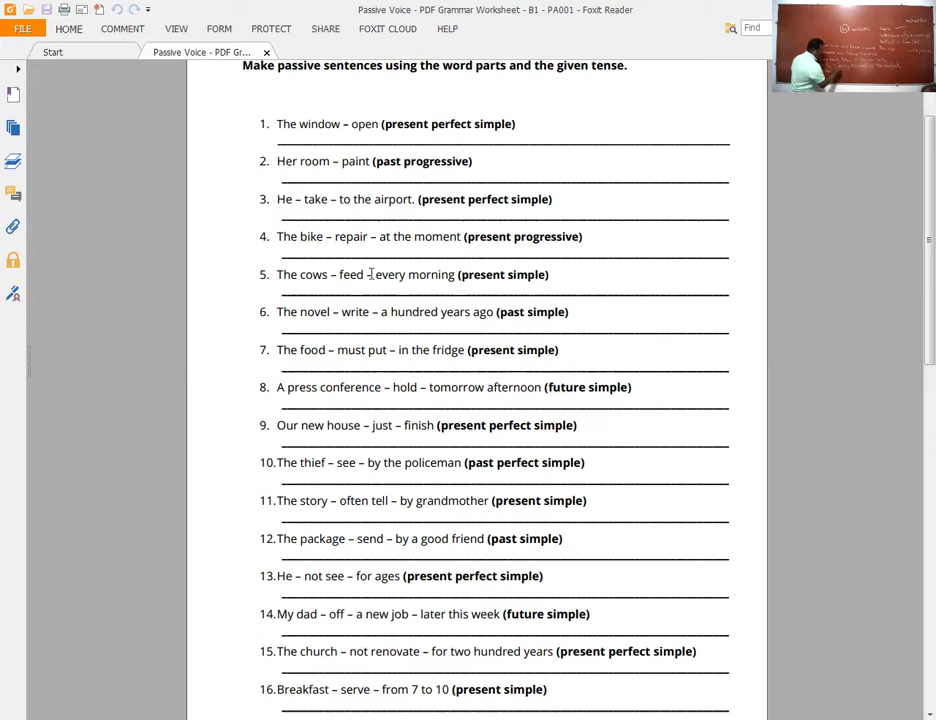 Passive Voice - PDF Grammar Worksheet - B1 - PA001 - Foxit Reader
FILE HOME COMMENT VIEW FORM PROTECT SHARE FOXIT CLOUD HELP Find
Start Passive Voice - PDF Gr... ×
Make passive sentences using the word parts and the given tense.
1. The window – open (present perfect simple)
2. Her room – paint (past progressive)
3. He – take – to the airport. (present perfect simple)
4. The bike – repair – at the moment (present progressive)
5. The cows – feed – every morning (present simple)
6. The novel – write – a hundred years ago (past simple)
7. The food – must put – in the fridge (present simple)
8. A press conference – hold – tomorrow afternoon (future simple)
9. Our new house – just – finish (present perfect simple)
10. The thief – see – by the policeman (past perfect simple)
11. The story – often tell – by grandmother (present simple)
12. The package – send – by a good friend (past simple)
13. He – not see – for ages (present perfect simple)
14. My dad – off – a new job – later this week (future simple)
15. The church – not renovate – for two hundred years (present perfect simple)
16. Breakfast – serve – from 7 to 10 (present simple)